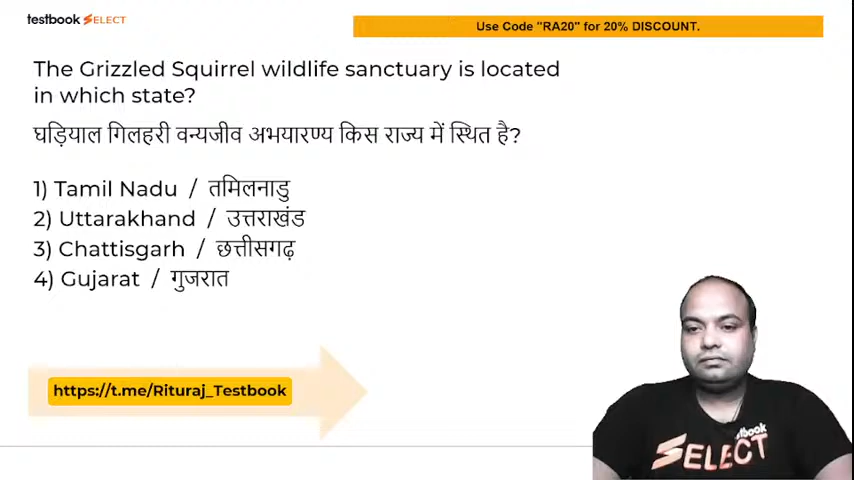 testbook SELECT
Use Code "RA20" for 20% DISCOUNT.
The Grizzled Squirrel wildlife sanctuary is located
in which state?
घड़ियाल गिलहरी वन्यजीव अभयारण्य किस राज्य में स्थित है?
1) Tamil Nadu / तमिलनाडु
2) Uttarakhand / उत्तराखंड
3) Chattisgarh / छत्तीसगढ़
4) Gujarat / गुजरात
https://t.me/Rituraj_Testbook
testbook
SELECT